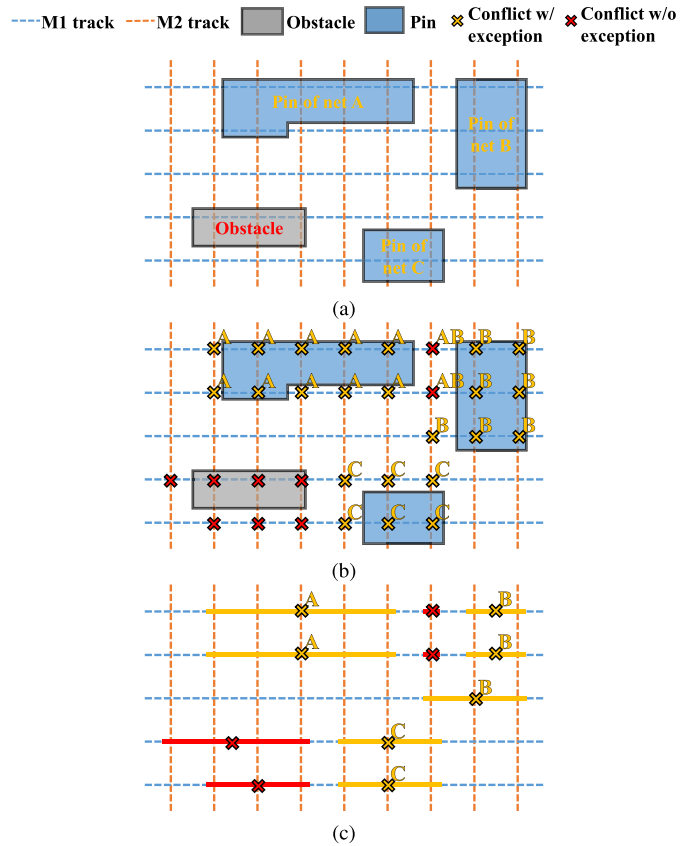 M1 track M2 track Obstacle Pin Conflict w/ exception Conflict w/o exception
Pin of net A
Pin of
net B
Obstacle
Pin of
net C
(a)
A A A A A AB B B
A A A A A AB B B
B B B
C C C
C C C
(b)
A B
A B
B
C
C
(c)